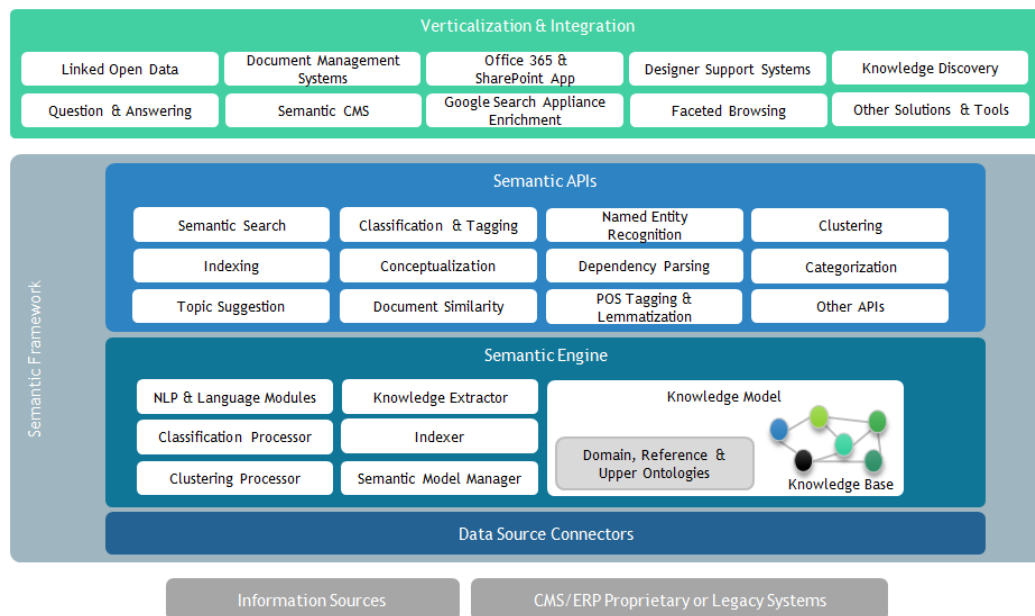 Verticalization & Integration
Linked Open Data
Document Management
Systems
Office 365 &
SharePoint App
Designer Support Systems
Knowledge Discovery
Question & Answering
Semantic CMS
Google Search Appliance
Enrichment
Faceted Browsing
Other Solutions & Tools
Semantic Framework
Semantic APIs
Semantic Search
Classification & Tagging
Named Entity
Recognition
Clustering
Indexing
Conceptualization
Dependency Parsing
Categorization
Topic Suggestion
Document Similarity
POS Tagging &
Lemmatization
Other APIs
Semantic Engine
NLP & Language Modules
Knowledge Extractor
Knowledge Model
Classification Processor
Indexer
Domain, Reference &
Upper Ontologies
Clustering Processor
Semantic Model Manager
Knowledge Base
Data Source Connectors
Information Sources
CMS/ERP Proprietary or Legacy Systems